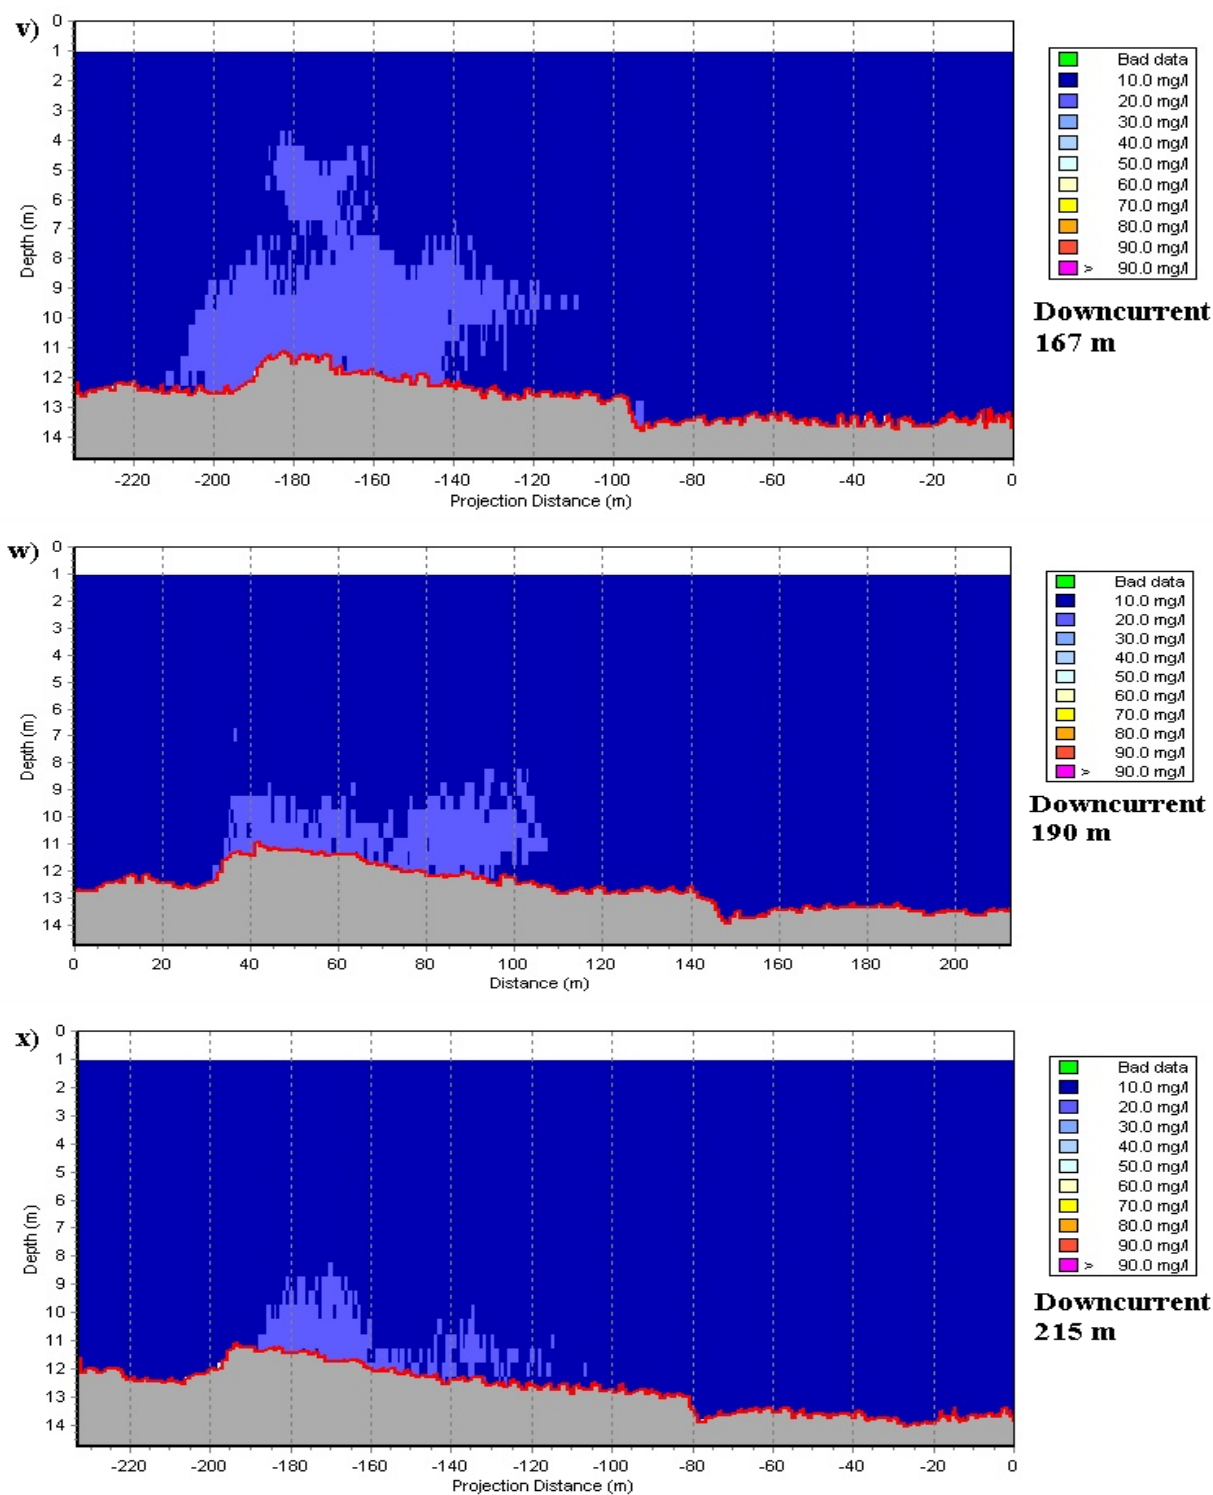 v)
0
1
2
3
4
5
6
7
8
9
10
11
12
13
14
Depth (m)
-220 -200 -180 -160 -140 -120 -100 -80 -60 -40 -20 0
Projection Distance (m)
Bad data
10.0 mg/l
20.0 mg/l
30.0 mg/l
40.0 mg/l
50.0 mg/l
60.0 mg/l
70.0 mg/l
80.0 mg/l
90.0 mg/l
> 90.0 mg/l
Downcurrent
167 m
w)
0
1
2
3
4
5
6
7
8
9
10
11
12
13
14
Depth (m)
0 20 40 60 80 100 120 140 160 180 200
Distance (m)
Bad data
10.0 mg/l
20.0 mg/l
30.0 mg/l
40.0 mg/l
50.0 mg/l
60.0 mg/l
70.0 mg/l
80.0 mg/l
90.0 mg/l
> 90.0 mg/l
Downcurrent
190 m
x)
0
1
2
3
4
5
6
7
8
9
10
11
12
13
14
Depth (m)
-220 -200 -180 -160 -140 -120 -100 -80 -60 -40 -20 0
Projection Distance (m)
Bad data
10.0 mg/l
20.0 mg/l
30.0 mg/l
40.0 mg/l
50.0 mg/l
60.0 mg/l
70.0 mg/l
80.0 mg/l
90.0 mg/l
> 90.0 mg/l
Downcurrent
215 m